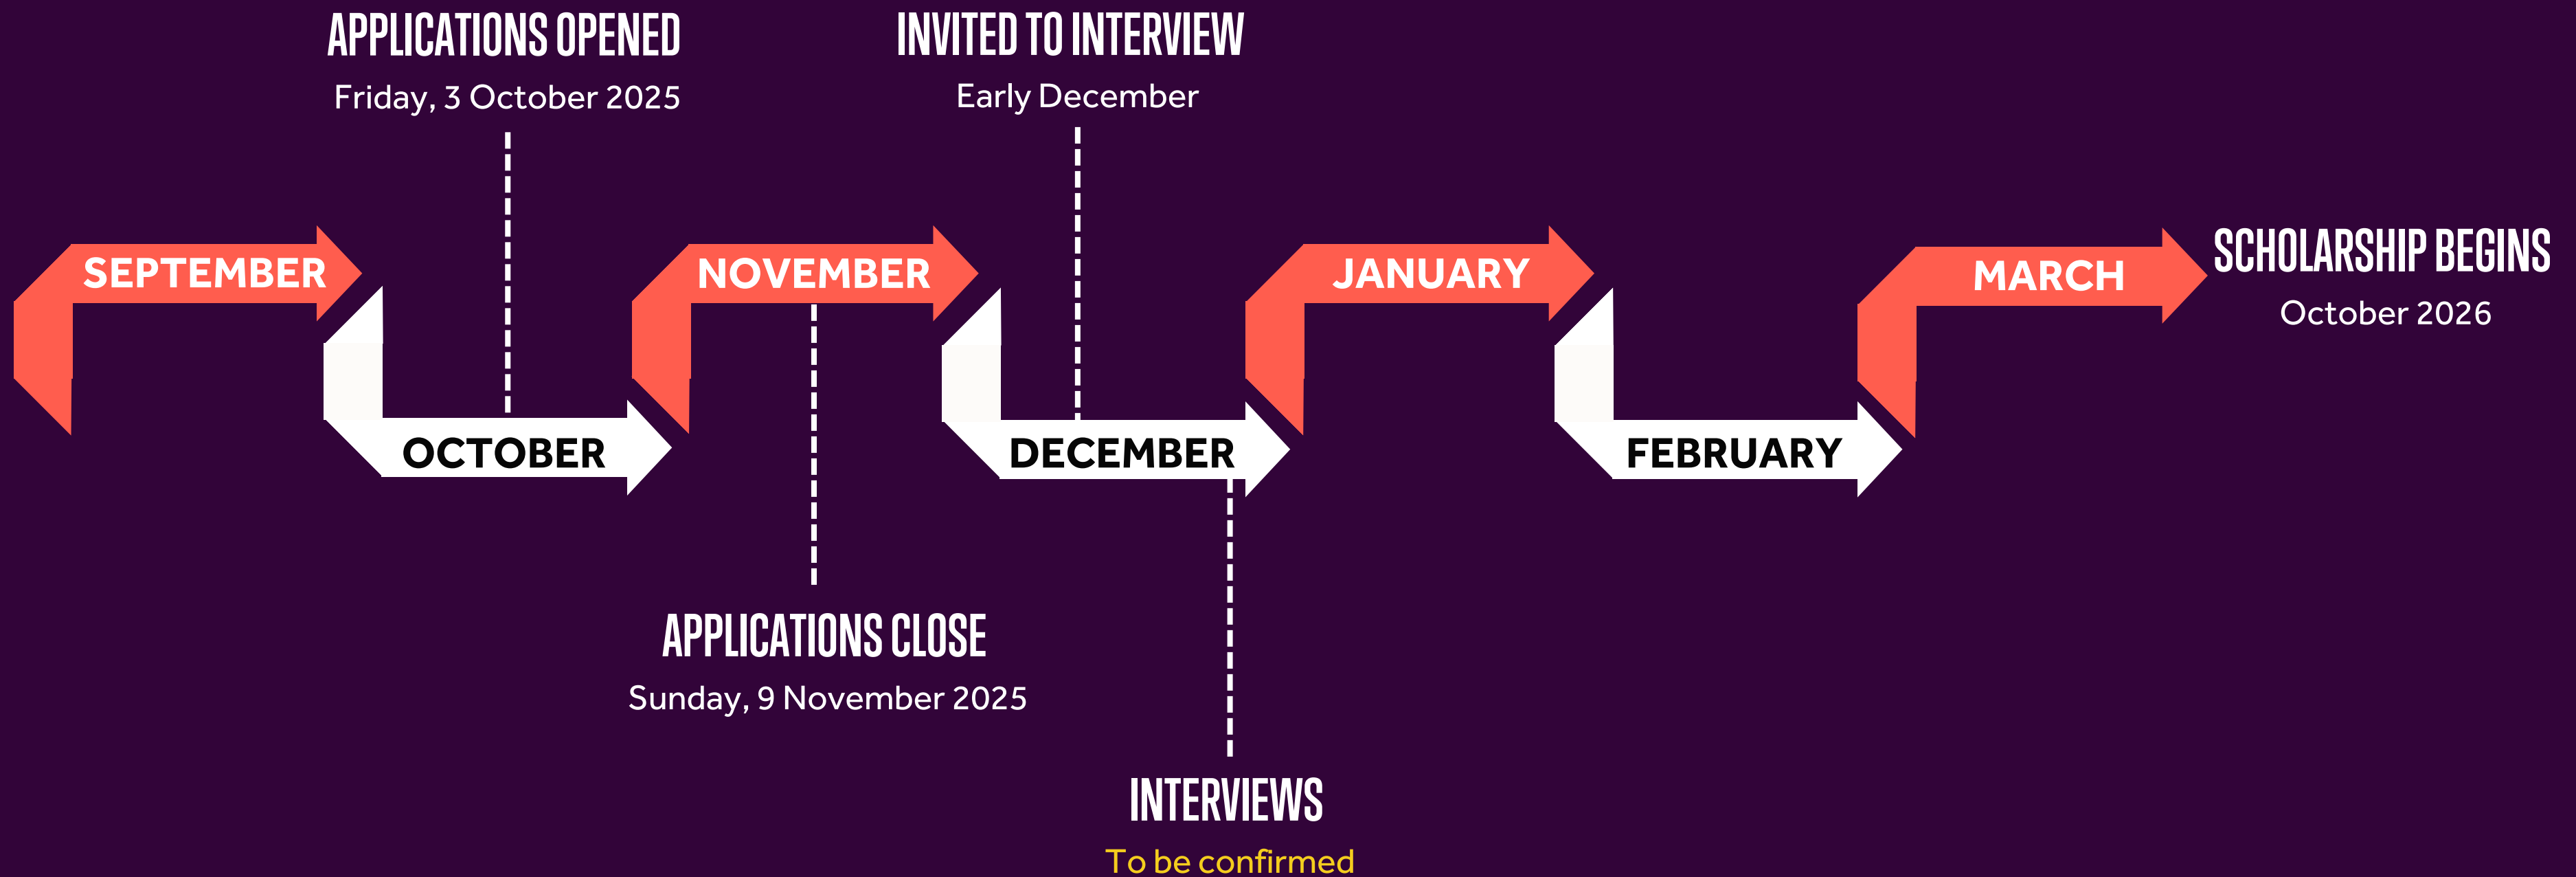 APPLICATIONS OPENED
Friday, 3 October 2025
INVITED TO INTERVIEW
Early December
SEPTEMBER
OCTOBER
NOVEMBER
DECEMBER
JANUARY
FEBRUARY
MARCH
SCHOLARSHIP BEGINS
October 2026
APPLICATIONS CLOSE
Sunday, 9 November 2025
INTERVIEWS
To be confirmed